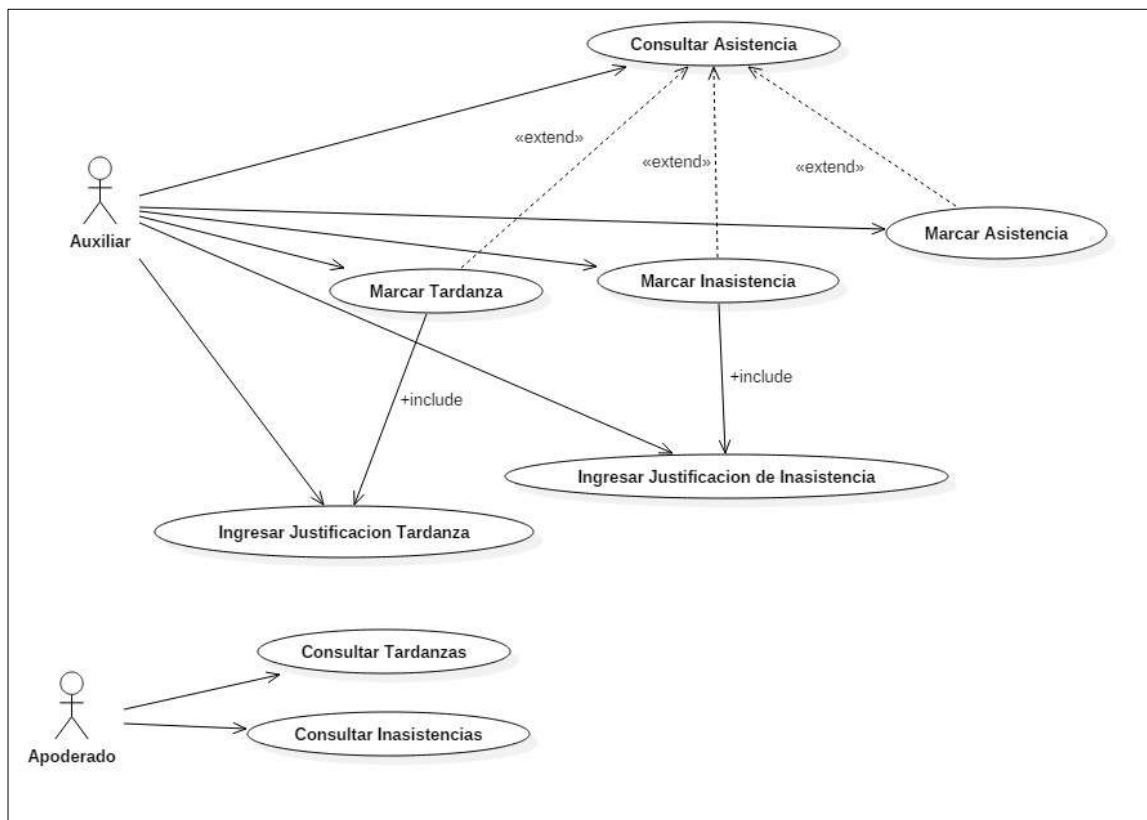 Consultar Asistencia
«extend»
«extend»
«extend»
Auxiliar
Marcar Asistencia
Marcar Tardanza
Marcar Inasistencia
+include
+include
Ingresar Justificacion de Inasistencia
Ingresar Justificacion Tardanza
Consultar Tardanzas
Consultar Inasistencias
Apoderado